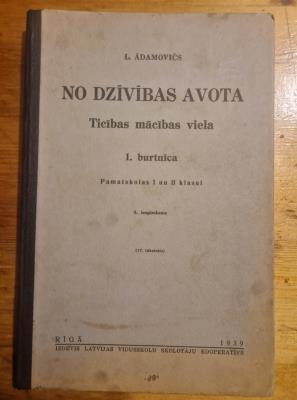 L. ĀDAMOVIČS
NO DZĪVĪBAS AVOTA
Ticības mācības viela
I. burtnīca
Pamatskolas I un II klasei
RĪGĀ 1939
IZDEVIS LATVIJAS VIDUSSKOLU SKOLOTĀJU KOOPERATĪVS